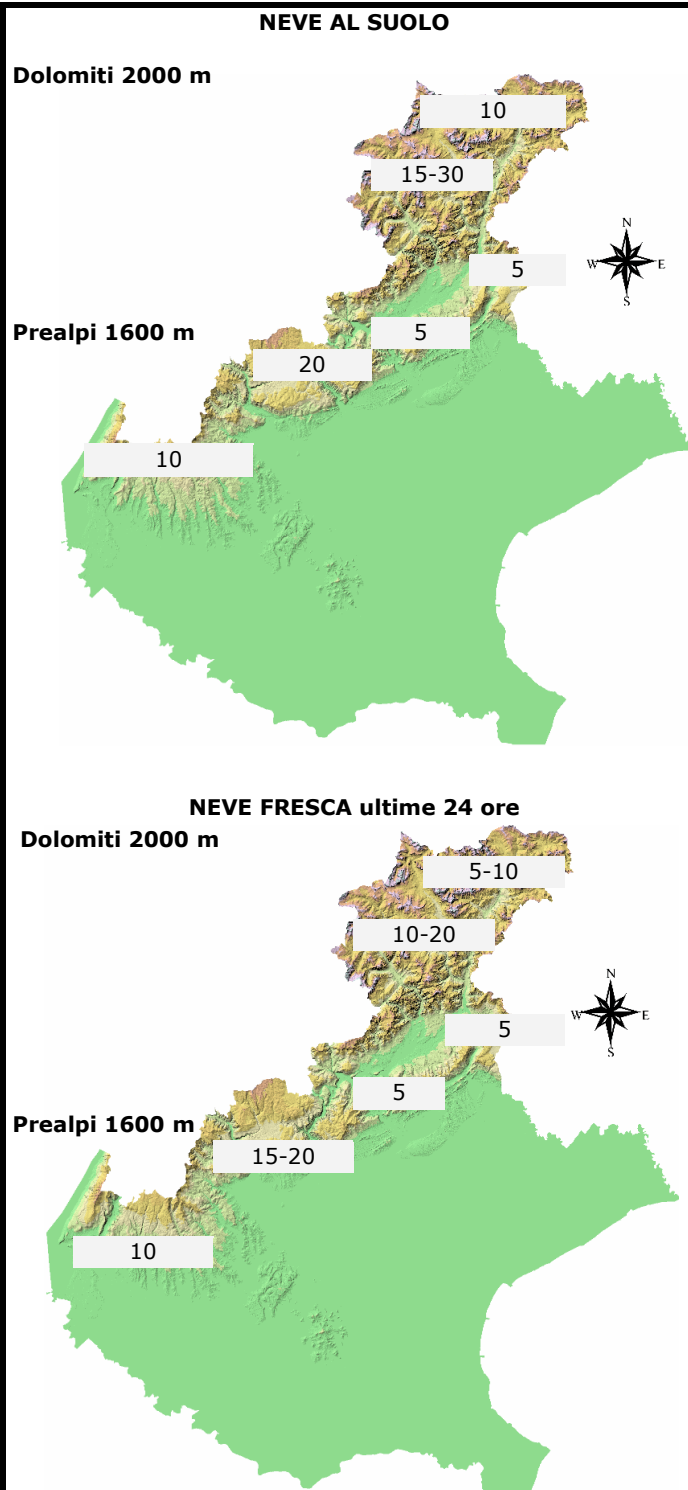 NEVE AL SUOLO
Dolomiti 2000 m
10
15-30
N
W E
S
5
Prealpi 1600 m
5
20
10
NEVE FRESCA ultime 24 ore
Dolomiti 2000 m
5-10
10-20
N
W E
S
5
5
Prealpi 1600 m
15-20
10